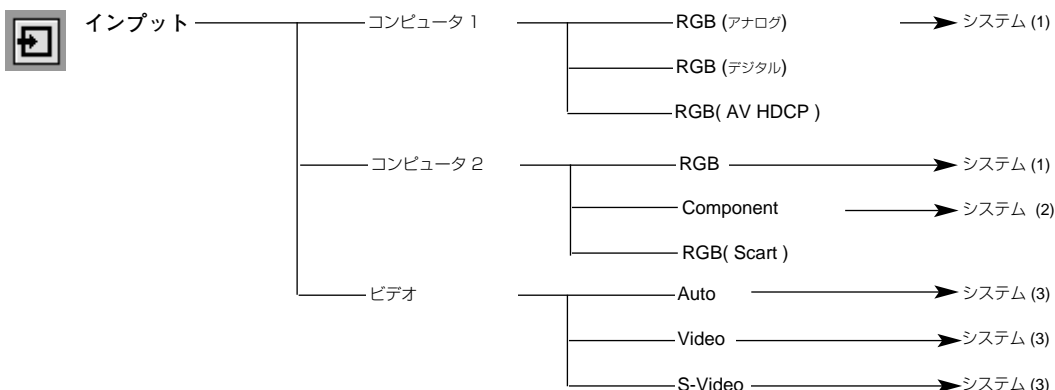 インプット
コンピュータ 1
RGB (アナログ)
システム (1)
RGB (デジタル)
RGB( AV HDCP )
コンピュータ 2
RGB
システム (1)
Component
システム (2)
RGB( Scart )
ビデオ
Auto
システム (3)
Video
システム (3)
S-Video
システム (3)